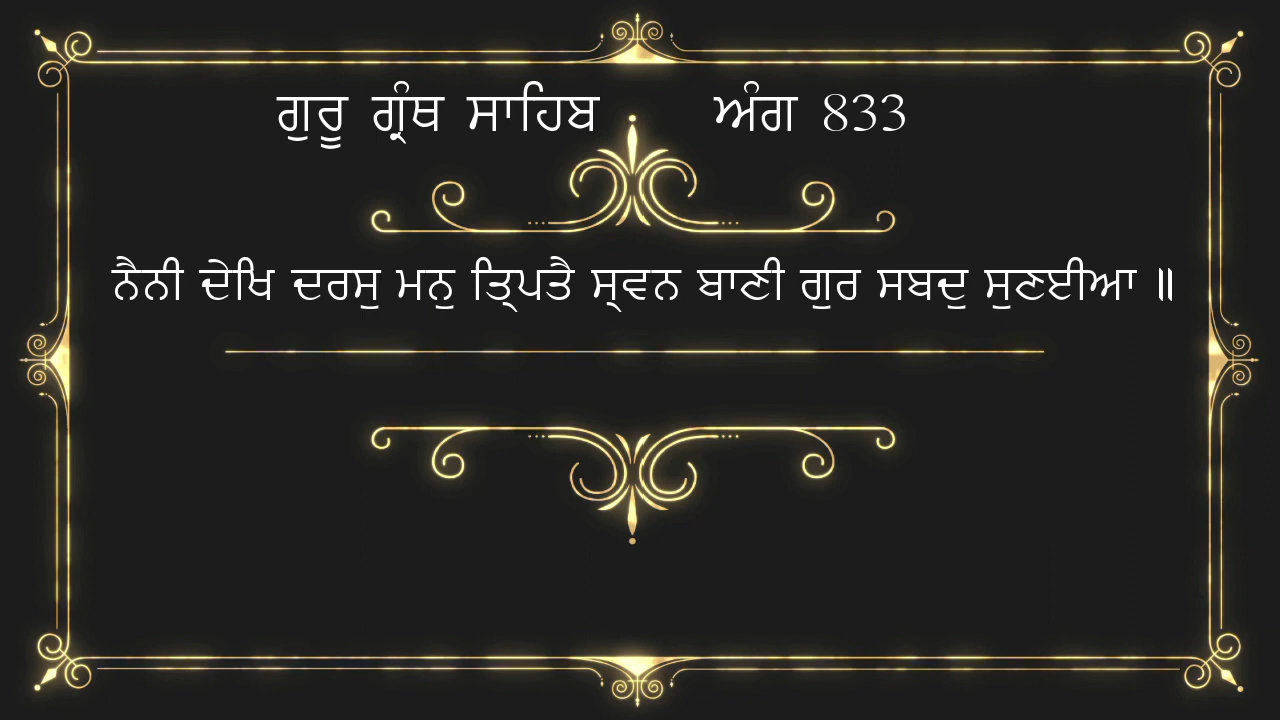 ਗੁਰੂ ਗ੍ਰੰਥ ਸਾਹਿਬ ਅੰਗ 833
ਨੈਨੀ ਦੇਖਿ ਦਰਸੁ ਮਨੁ ਤ੍ਰਿਪਤੈ ਸ੍ਰਵਨ ਬਾਣੀ ਗੁਰ ਸਬਦੁ ਸੁਣਈਆ ॥